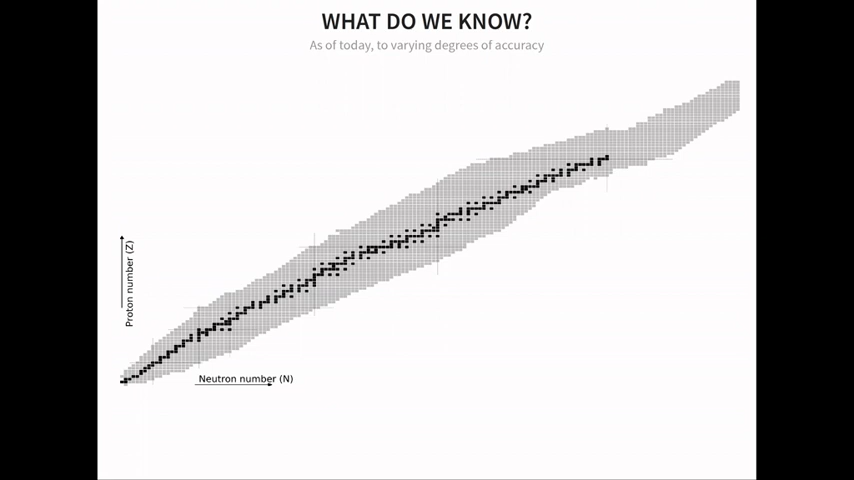 WHAT DO WE KNOW?
As of today, to varying degrees of accuracy
Proton number (Z)
Neutron number (N)